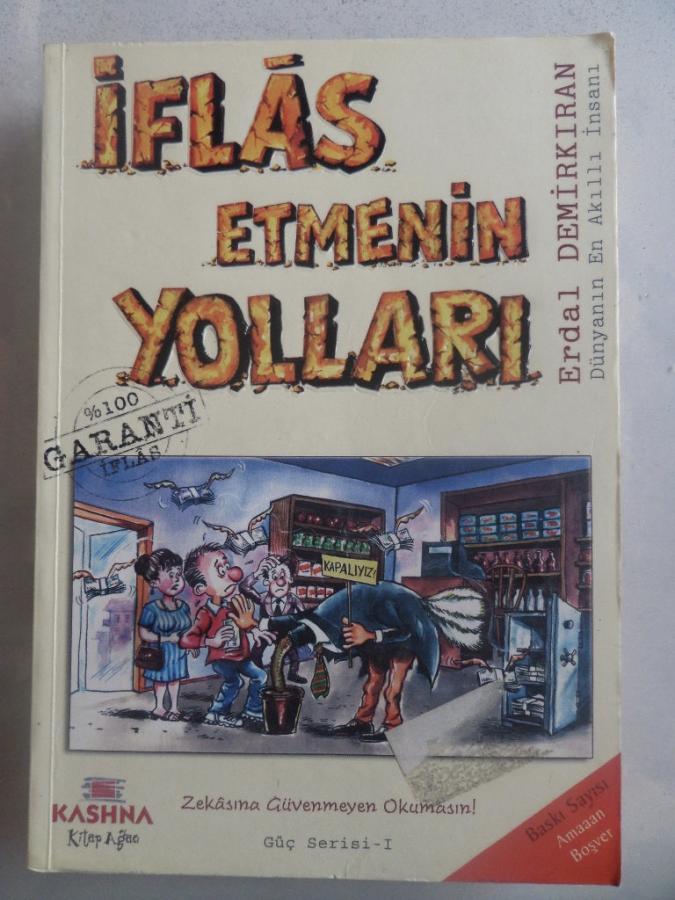 İFLÂS
ETMENİN
YOLLARI
Erdal DEMİRKIRAN
Dünyanın En Akıllı İnsanı
%100
GARANTİ
İFLÂS
KAPALIYIZ!
KASHNA
Kitap Ağacı
Zekâsına Güvenmeyen Okumasın!
Güç Serisi-I
Baskı Sayısı
Amaaan
Boşver